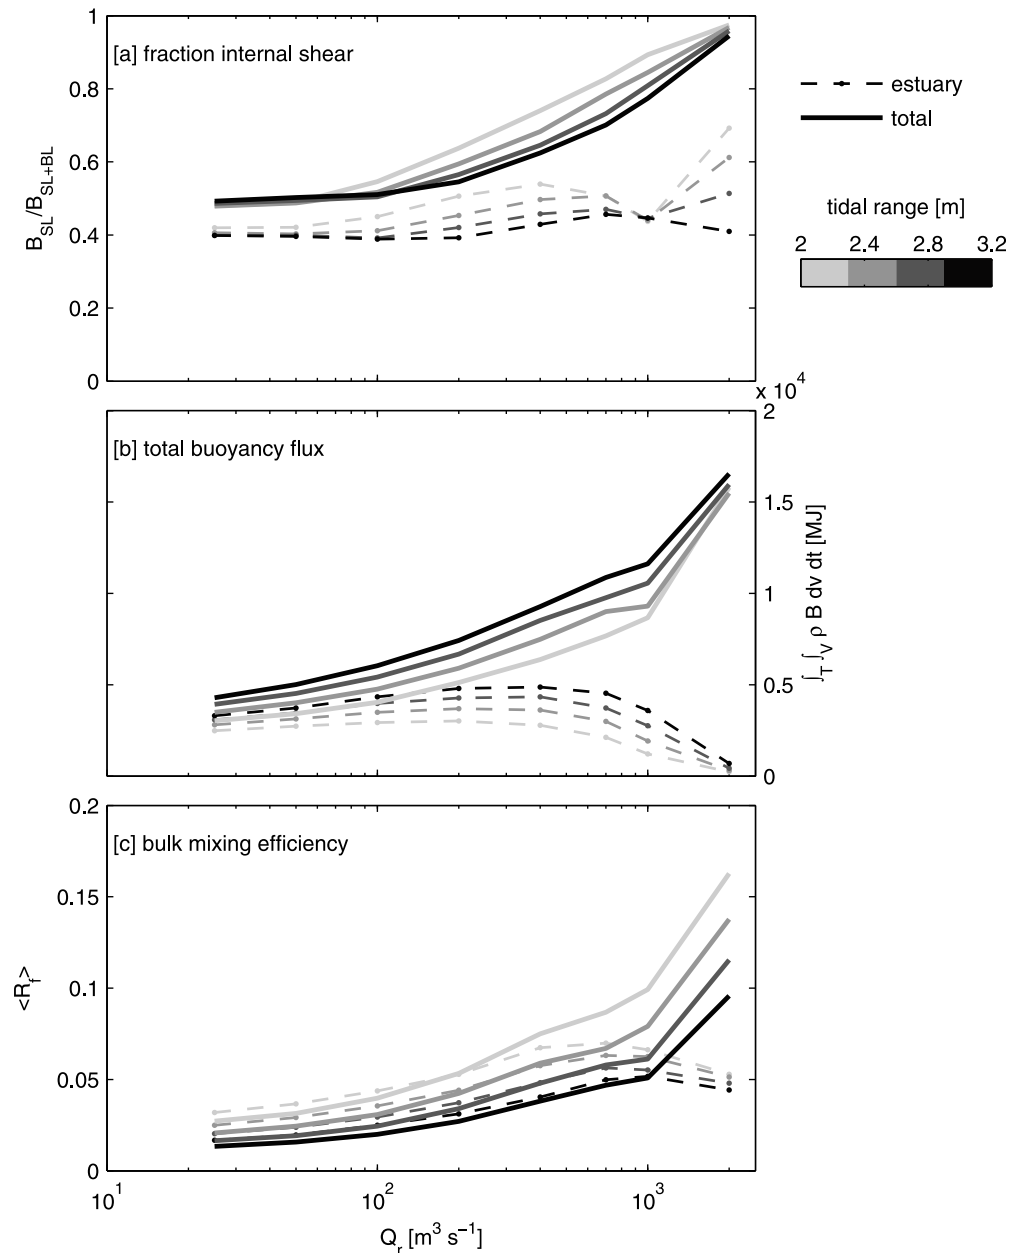 [a] fraction internal shear
1
0.8
0.6
0.4
0.2
0
B_SL/B_SL+BL
estuary
total
tidal range [m]
2 2.4 2.8 3.2
x 10^4
[b] total buoyancy flux
2
1.5
1
0.5
0
∫_T ∫_V ρ B dv dt [MJ]
[c] bulk mixing efficiency
0.2
0.15
0.1
0.05
0
<R_f>
10^1 10^2 10^3
Q_r [m^3 s^−1]